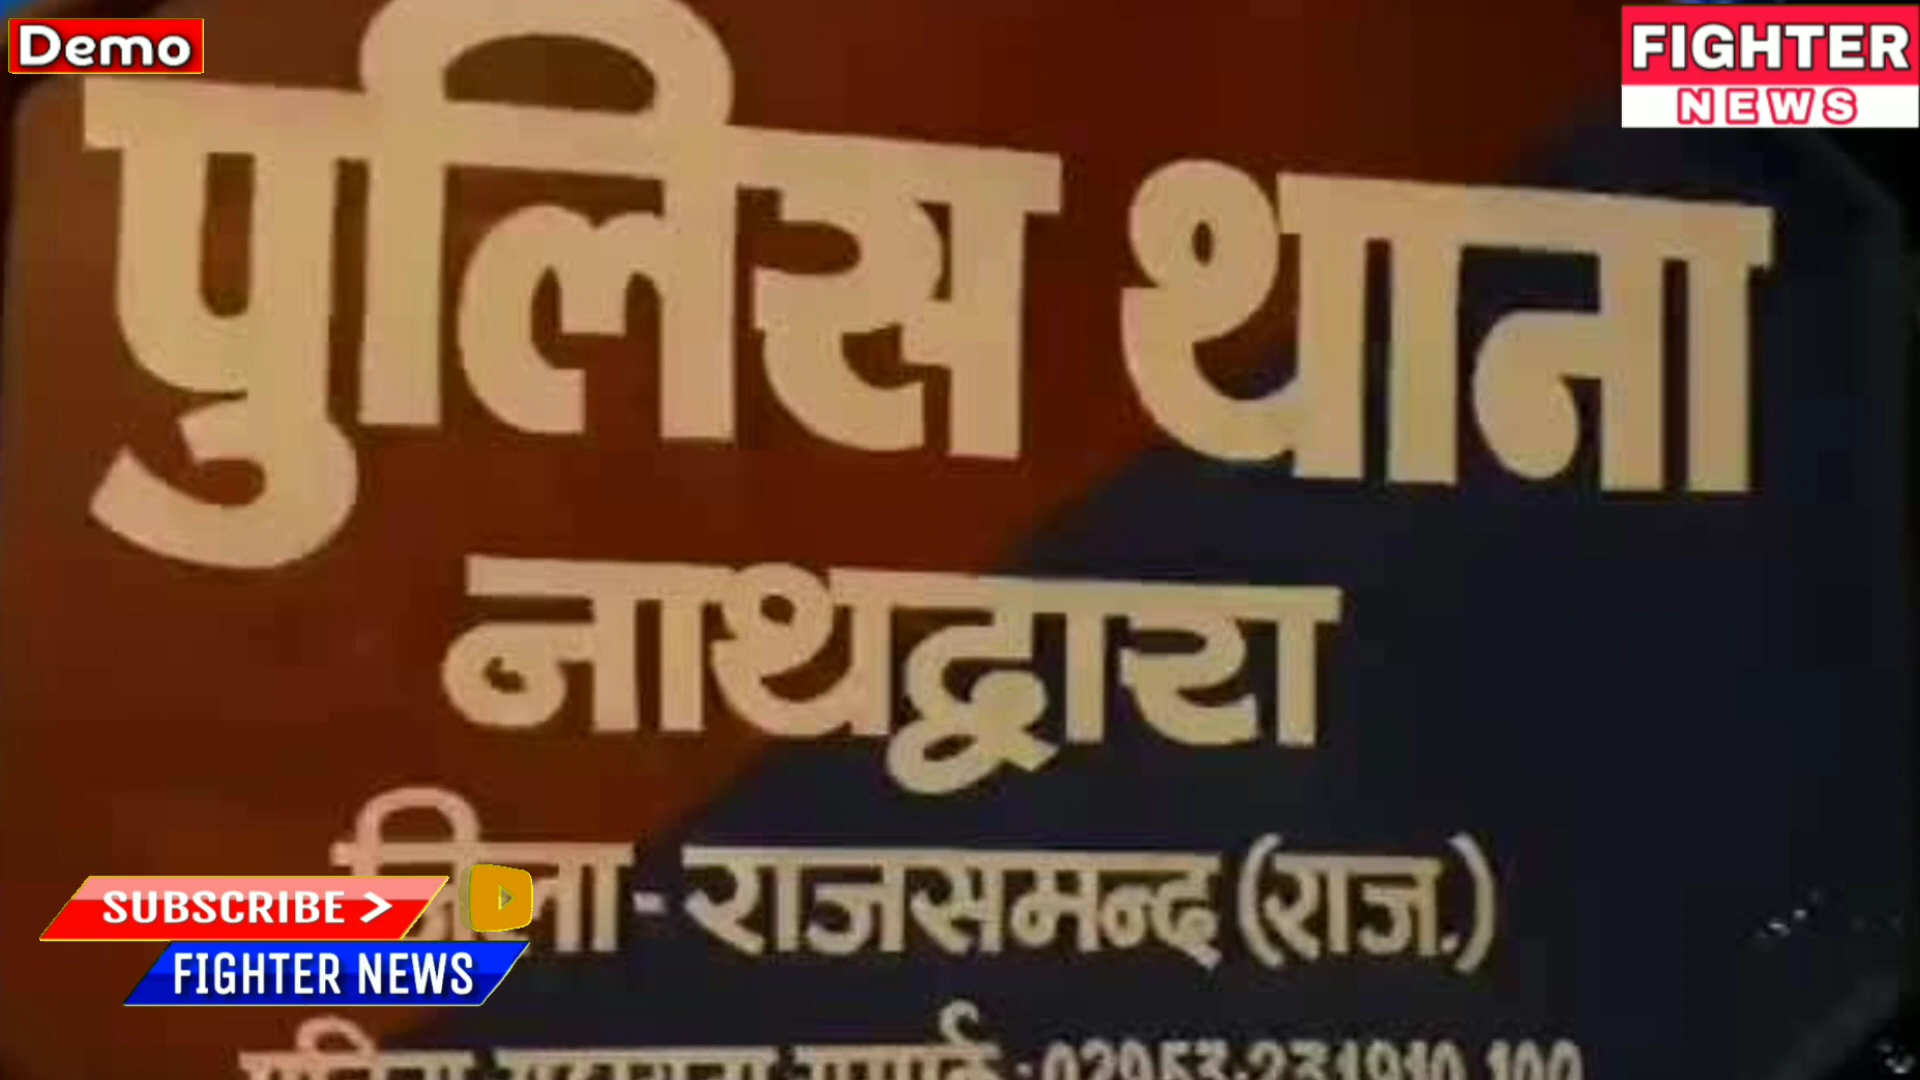 Demo
FIGHTER
NEWS
पुलिस थाना
नाथद्वारा
जिला - राजसमन्द (राज.)
SUBSCRIBE >
FIGHTER NEWS